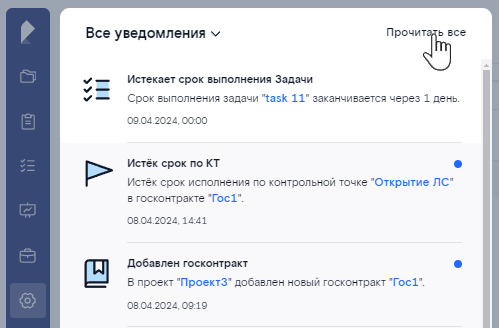 Все уведомления
Прочитать все
Истекает срок выполнения Задачи
Срок выполнения задачи "task 11" заканчивается через 1 день.
09.04.2024, 00:00
Истёк срок по КТ
Истёк срок исполнения по контрольной точке "Открытие ЛС"
в госконтракте "Гос1".
08.04.2024, 14:41
Добавлен госконтракт
В проект "Проект3" добавлен новый госконтракт "Гос1".
08.04.2024, 09:19